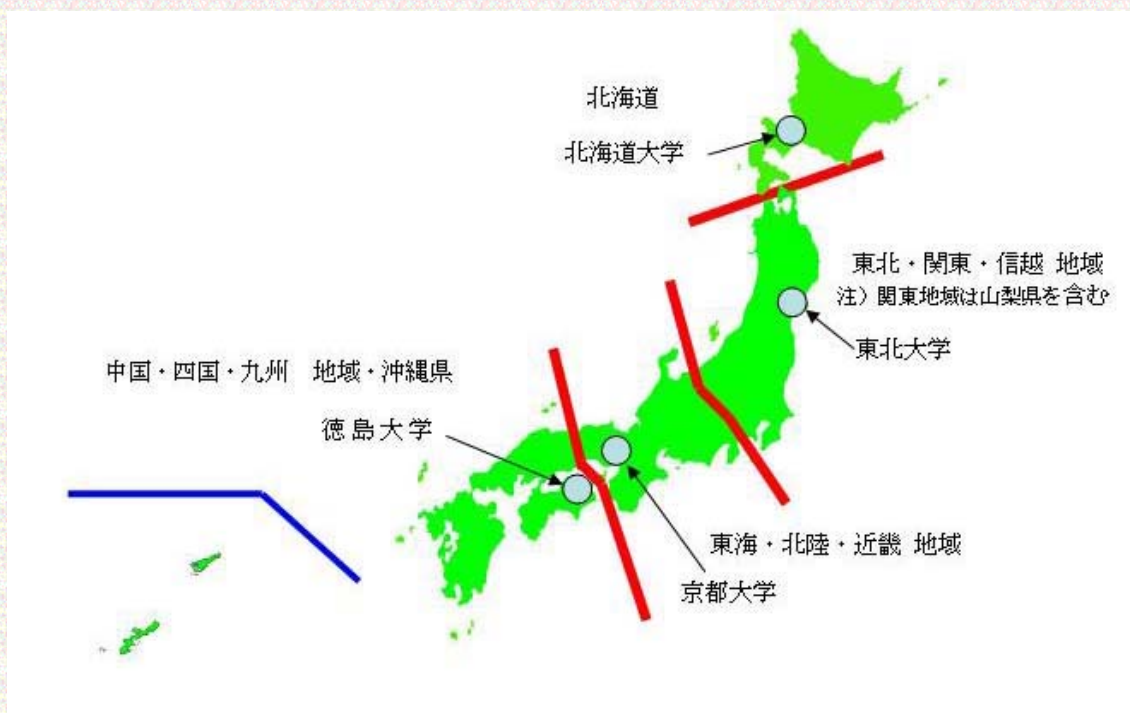 北海道
北海道大学
東北・関東・信越 地域
注）関東地域は山梨県を含む
東北大学
中国・四国・九州　地域・沖縄県
徳島大学
東海・北陸・近畿 地域
京都大学